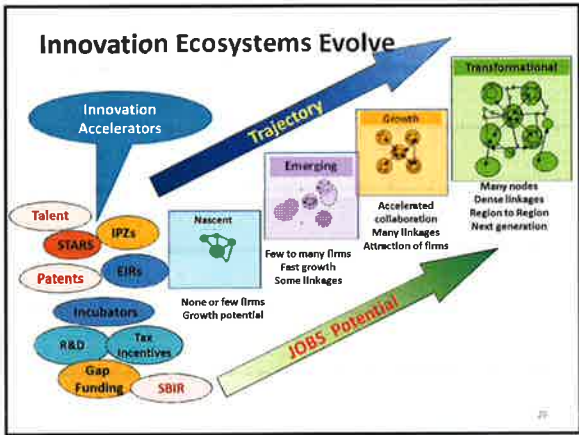 Innovation Ecosystems Evolve
Innovation
Accelerators
Trajectory
Transformational
Growth
Emerging
Nascent
Many nodes
Dense linkages
Region to Region
Next generation
Accelerated
collaboration
Many linkages
Attraction of firms
Few to many firms
Fast growth
Some linkages
None or few firms
Growth potential
Talent
IPZs
STARS
Patents
EIRs
Incubators
R&D
Tax
Incentives
Gap
Funding
SBIR
JOBS Potential